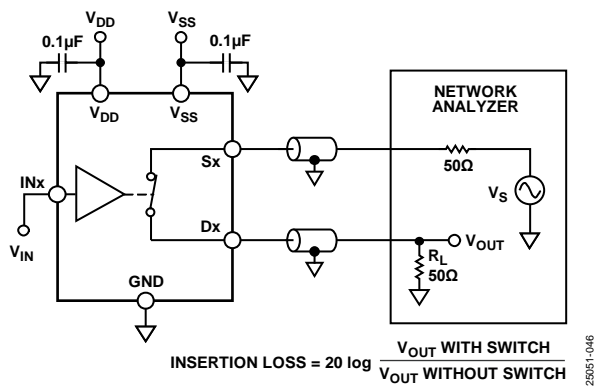 VDD
VSS
0.1µF
0.1µF
VDD
VSS
NETWORK
ANALYZER
Sx
50Ω
VS
INx
VIN
Dx
VOUT
RL
50Ω
GND
INSERTION LOSS = 20 log
VOUT WITH SWITCH
VOUT WITHOUT SWITCH
25051-046